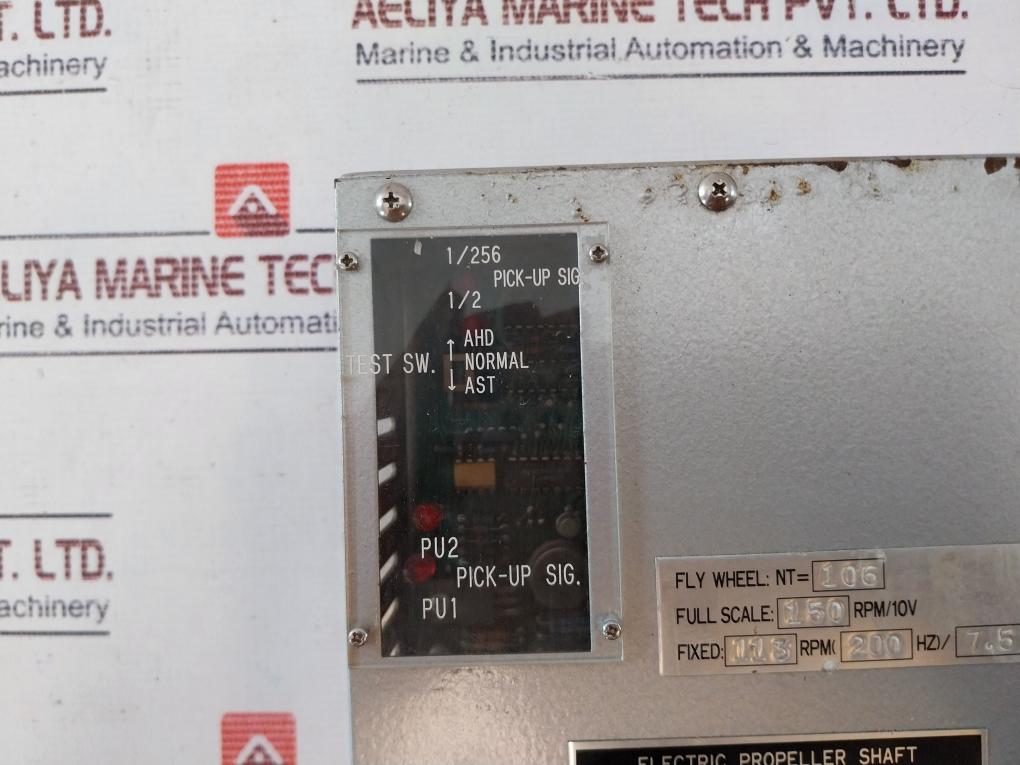 T. LTD.
achinery
AELIYA MARINE TECH PVT. LTD.
Marine & Industrial Automation & Machinery
LIYA MARINE TEC
rine & Industrial Automati
T. LTD.
achinery
1/256
PICK-UP SIG
1/2
AHD
TEST SW. NORMAL
AST
PU2
PICK-UP SIG.
PU1
FLY WHEEL: NT= 106
FULL SCALE: 150 RPM/10V
FIXED: 113 RPM( 200 HZ)/ 7.5
ELECTRIC PROPELLER SHAFT